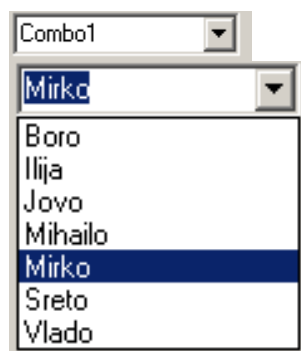 Combo1
Mirko
Boro
Ilija
Jovo
Mihailo
Mirko
Sreto
Vlado